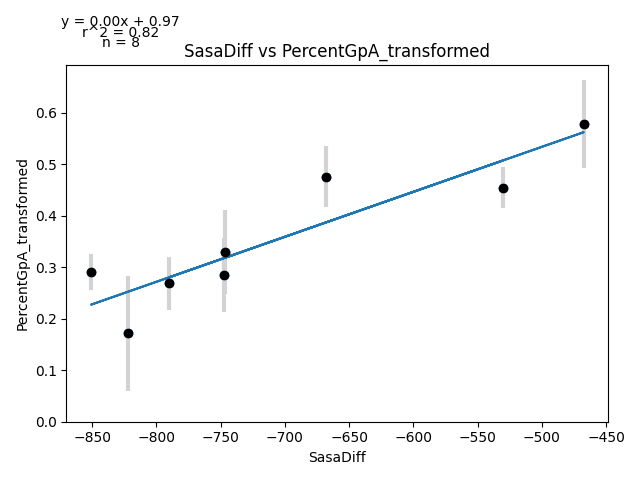 y = 0.00x + 0.97
r^2 = 0.82
n = 8
SasaDiff vs PercentGpA_transformed
PercentGpA_transformed
0.6
0.5
0.4
0.3
0.2
0.1
0.0
−850 −800 −750 −700 −650 −600 −550 −500 −450
SasaDiff